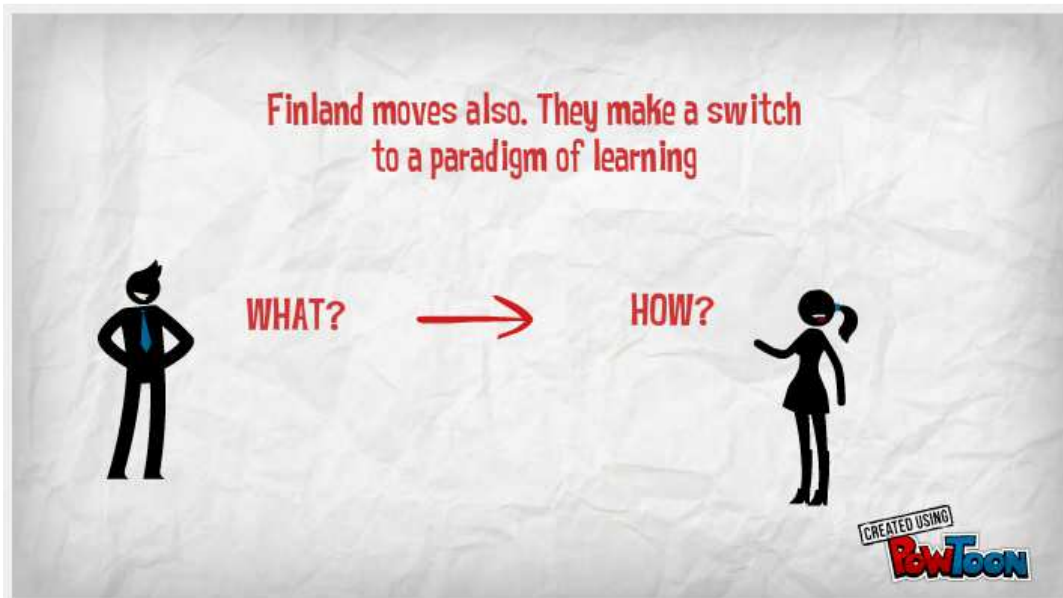 Finland moves also. They make a switch
to a paradigm of learning
WHAT?
HOW?
CREATED USING
POWTOON